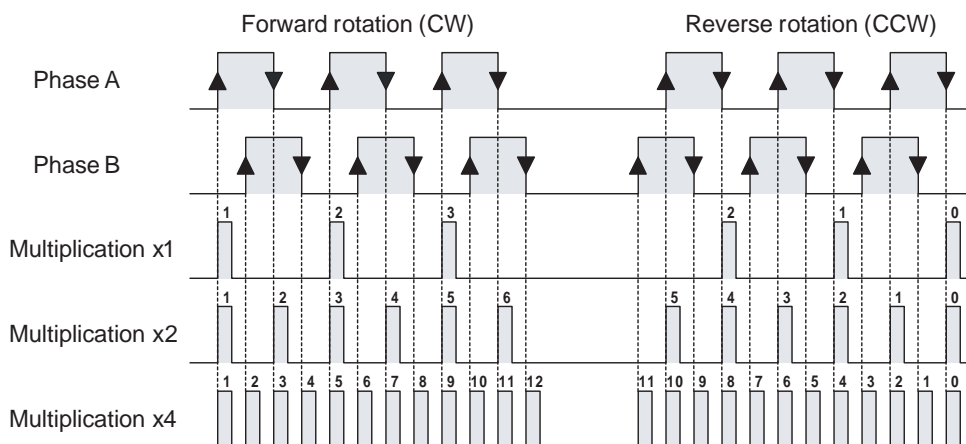 Forward rotation (CW) Reverse rotation (CCW)
Phase A
Phase B
1 2 3 2 1 0
Multiplication x1
1 2 3 4 5 6 5 4 3 2 1 0
Multiplication x2
1 2 3 4 5 6 7 8 9 10 11 12 11 10 9 8 7 6 5 4 3 2 1 0
Multiplication x4